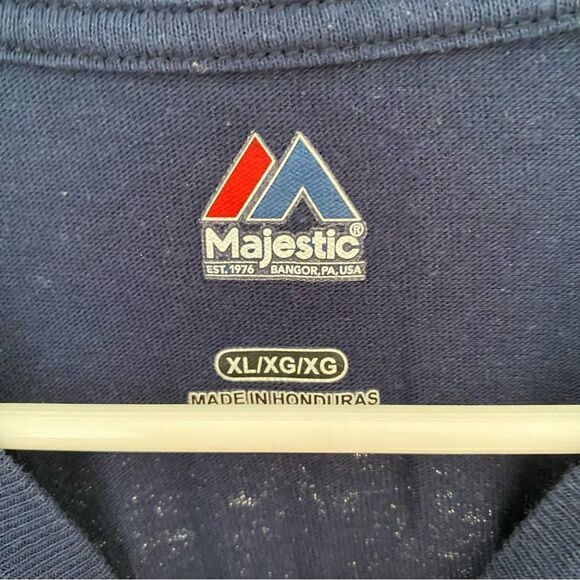 Majestic®
EST. 1976 BANGOR, PA, USA
XL/XG/XG
MADE IN HONDURAS